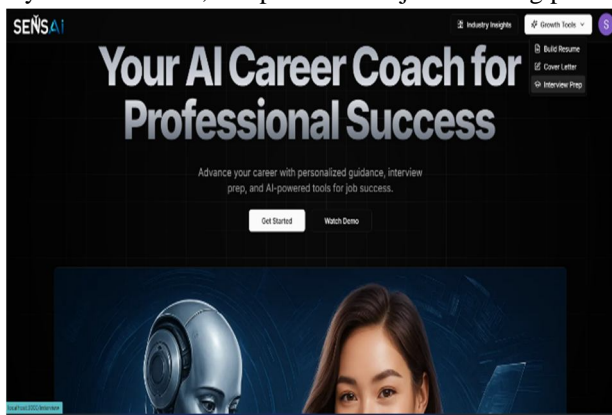 SEŃSAi
Industry Insights
Growth Tools
S
Build Resume
Cover Letter
Interview Prep
Your AI Career Coach for
Professional Success
Advance your career with personalized guidance, interview
prep, and AI-powered tools for job success.
Get Started
Watch Demo